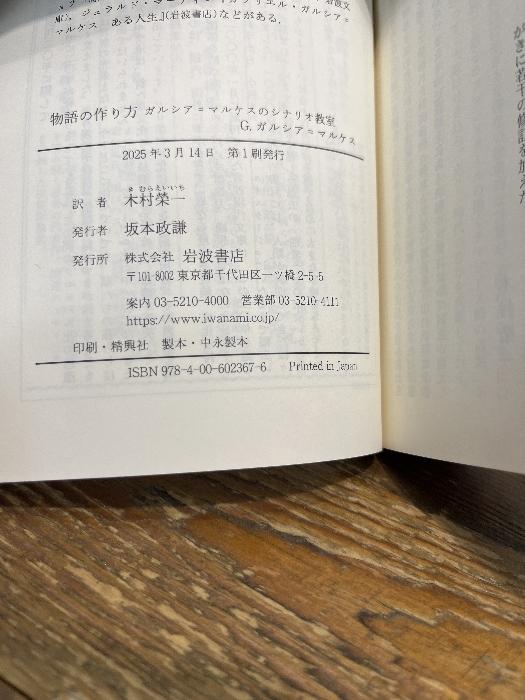 マルケス ある人生』(岩波書店)などがある.
物語の作り方 ガルシア=マルケスのシナリオ教室
G. ガルシア=マルケス
2025年3月14日 第1刷発行
訳者 木村榮一
きむらえいいち
発行者 坂本政謙
発行所 株式会社 岩波書店
〒101-8002 東京都千代田区一ツ橋 2-5-5
案内 03-5210-4000 営業部 03-5210-4111
https://www.iwanami.co.jp/
印刷・精興社 製本・中永製本
ISBN 978-4-00-602367-6 Printed in Japan